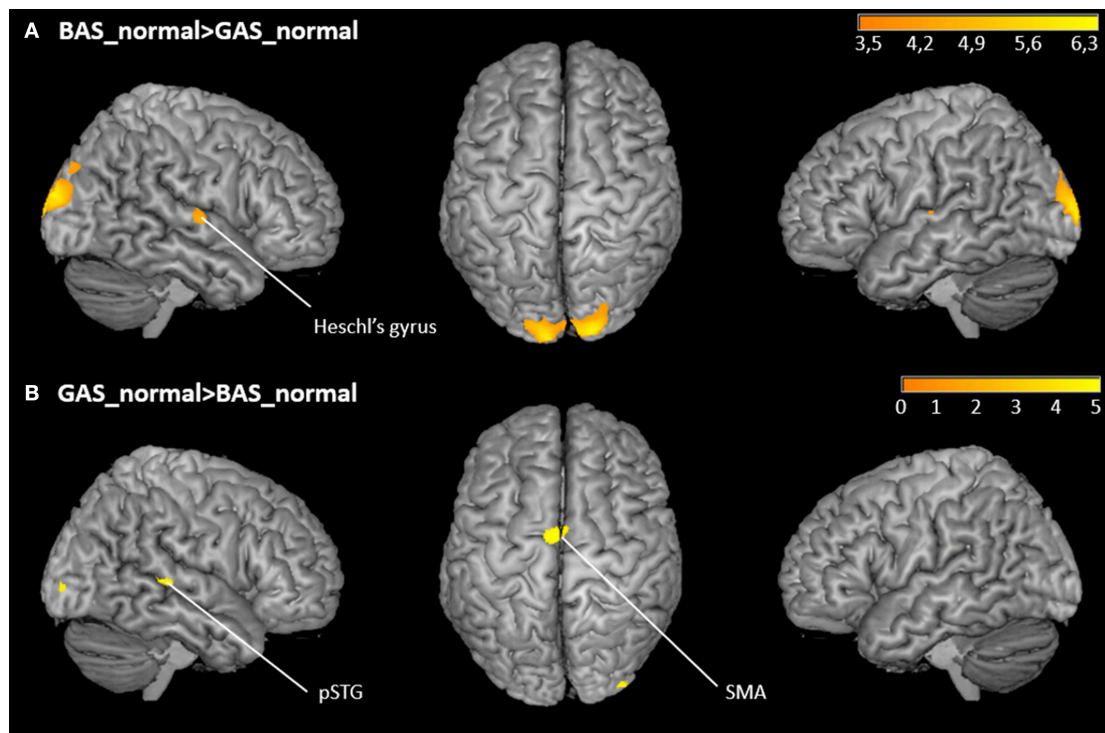 A BAS_normal>GAS_normal
3,5 4,2 4,9 5,6 6,3
Heschl's gyrus
B GAS_normal>BAS_normal
0 1 2 3 4 5
pSTG
SMA